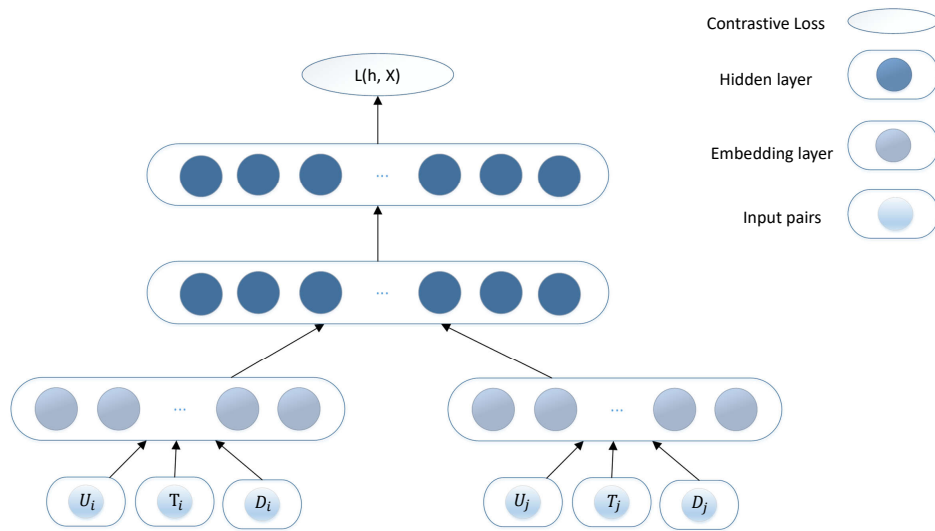 Contrastive Loss
L(h, X)
Hidden layer
...
Embedding layer
Input pairs
...
... ...
U_i T_i D_i U_j T_j D_j